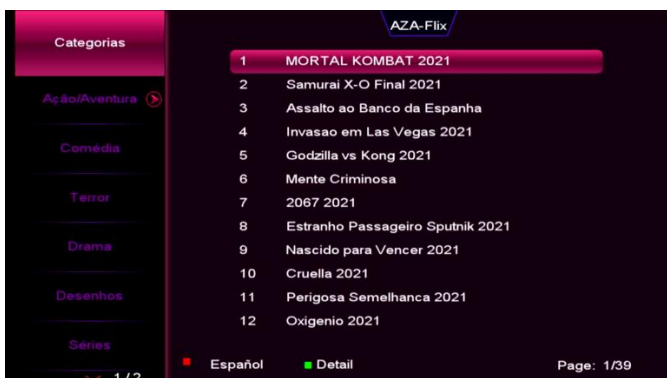 AZA-Flix
Categorias
Ação/Aventura
Comédia
Terror
Drama
Desenhos
Séries
1 MORTAL KOMBAT 2021
2 Samurai X-O Final 2021
3 Assalto ao Banco da Espanha
4 Invasao em Las Vegas 2021
5 Godzilla vs Kong 2021
6 Mente Criminosa
7 2067 2021
8 Estranho Passageiro Sputnik 2021
9 Nascido para Vencer 2021
10 Cruella 2021
11 Perigosa Semelhanca 2021
12 Oxigenio 2021
Español Detail Page: 1/39